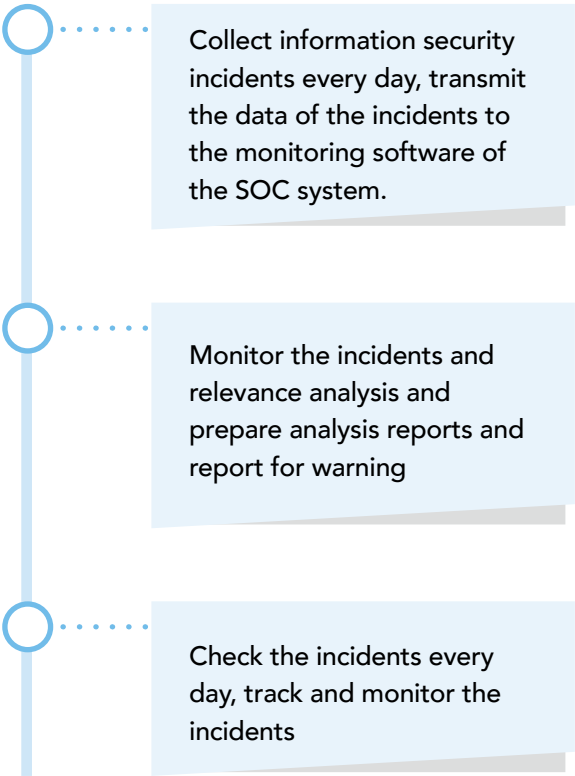 Collect information security
incidents every day, transmit
the data of the incidents to
the monitoring software of
the SOC system.
Monitor the incidents and
relevance analysis and
prepare analysis reports and
report for warning
Check the incidents every
day, track and monitor the
incidents